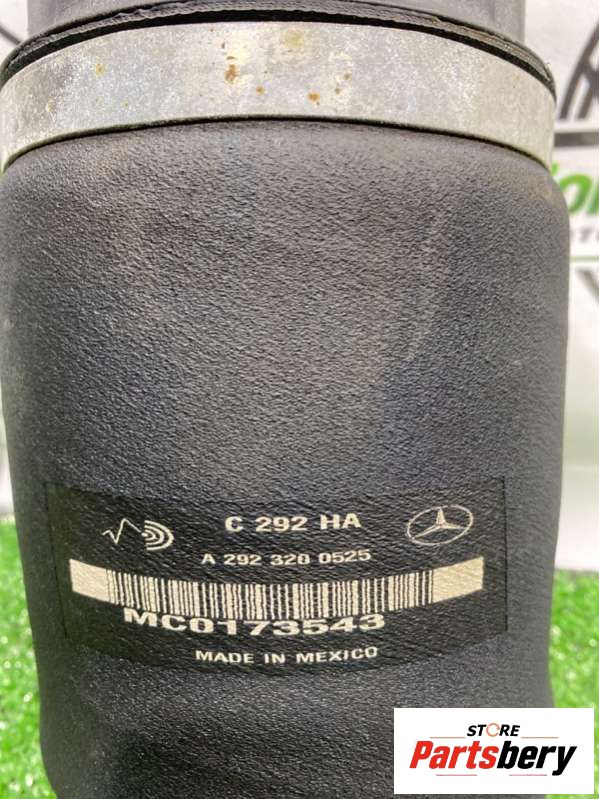 C 292 HA
A 292 320 0525
MC0173543
MADE IN MEXICO
STORE
Partsbery